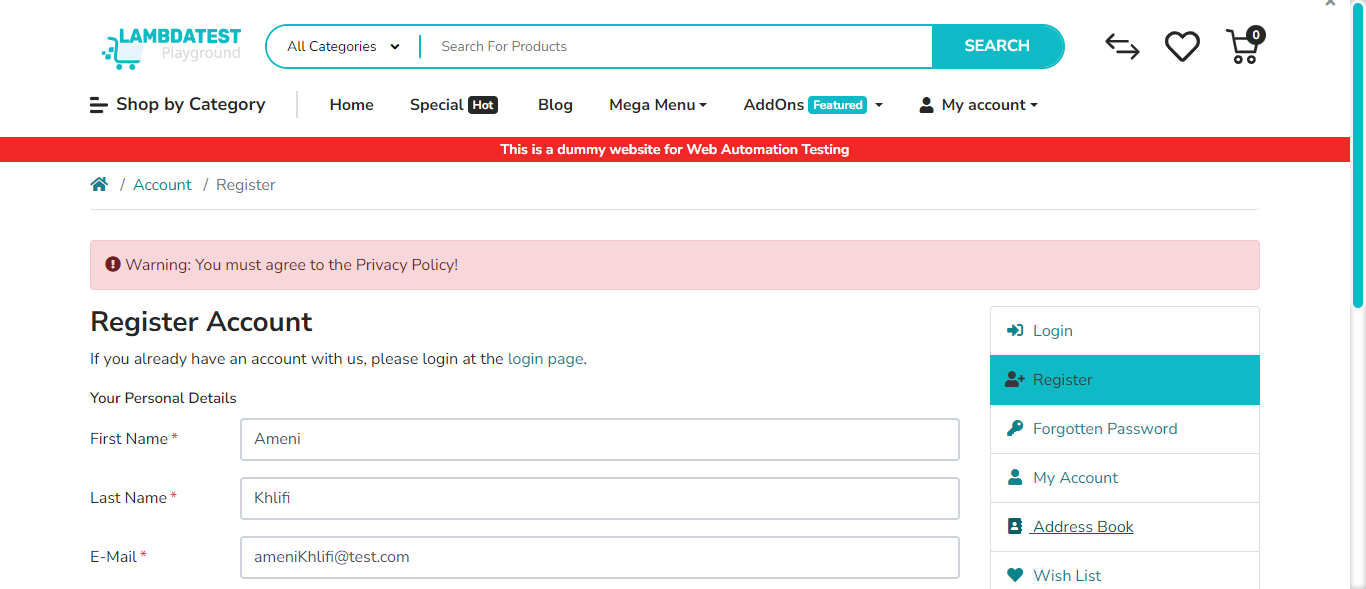 LAMBDATEST
Playground
All Categories
Search For Products
SEARCH
0
Shop by Category
Home
Special Hot
Blog
Mega Menu
AddOns Featured
My account
This is a dummy website for Web Automation Testing
/ Account / Register
Warning: You must agree to the Privacy Policy!
Register Account
If you already have an account with us, please login at the login page.
Your Personal Details
First Name *
Ameni
Last Name *
Khlifi
E-Mail *
ameniKhlifi@test.com
Login
Register
Forgotten Password
My Account
Address Book
Wish List